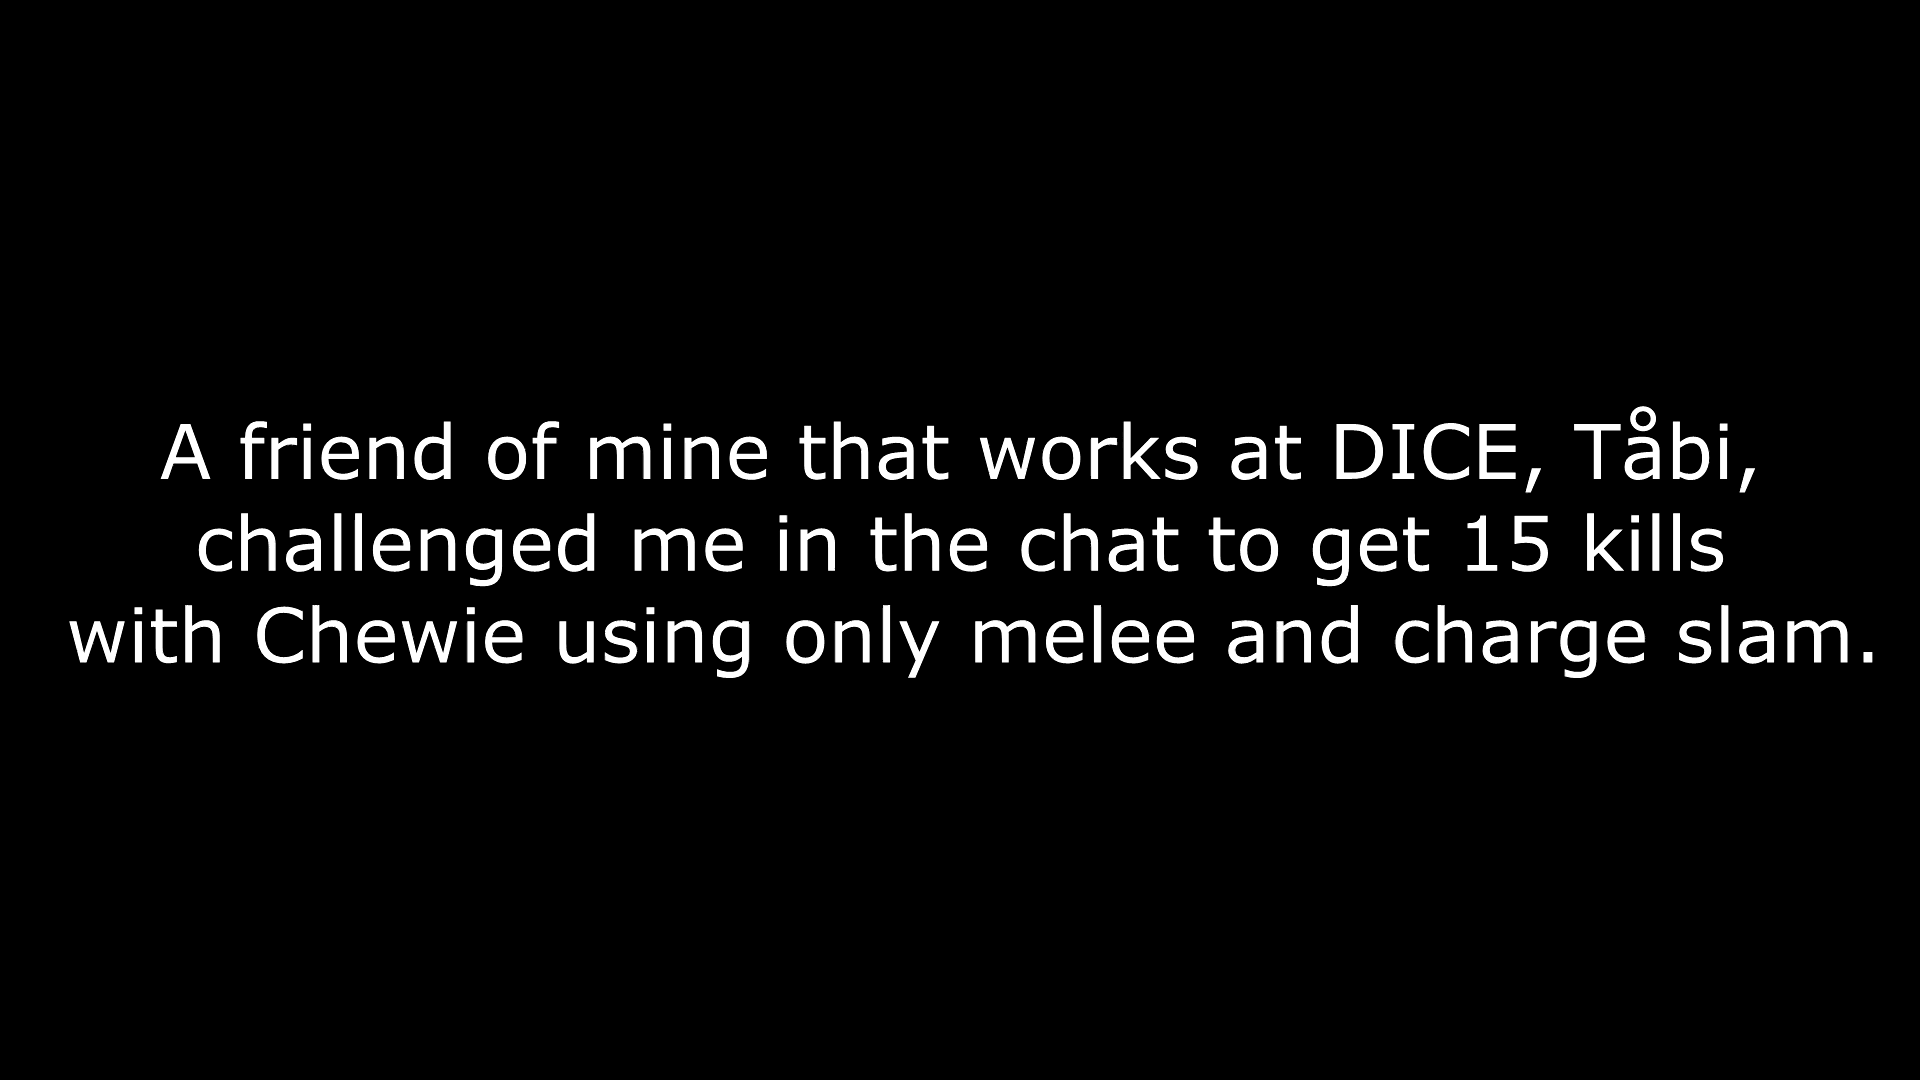 A friend of mine that works at DICE, Tåbi,
challenged me in the chat to get 15 kills
with Chewie using only melee and charge slam.